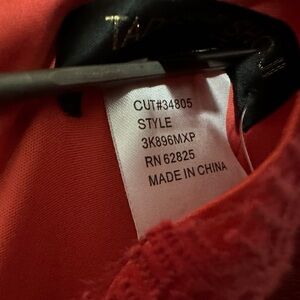 CUT#34805
STYLE
3K896MXP
RN 62825
MADE IN CHINA